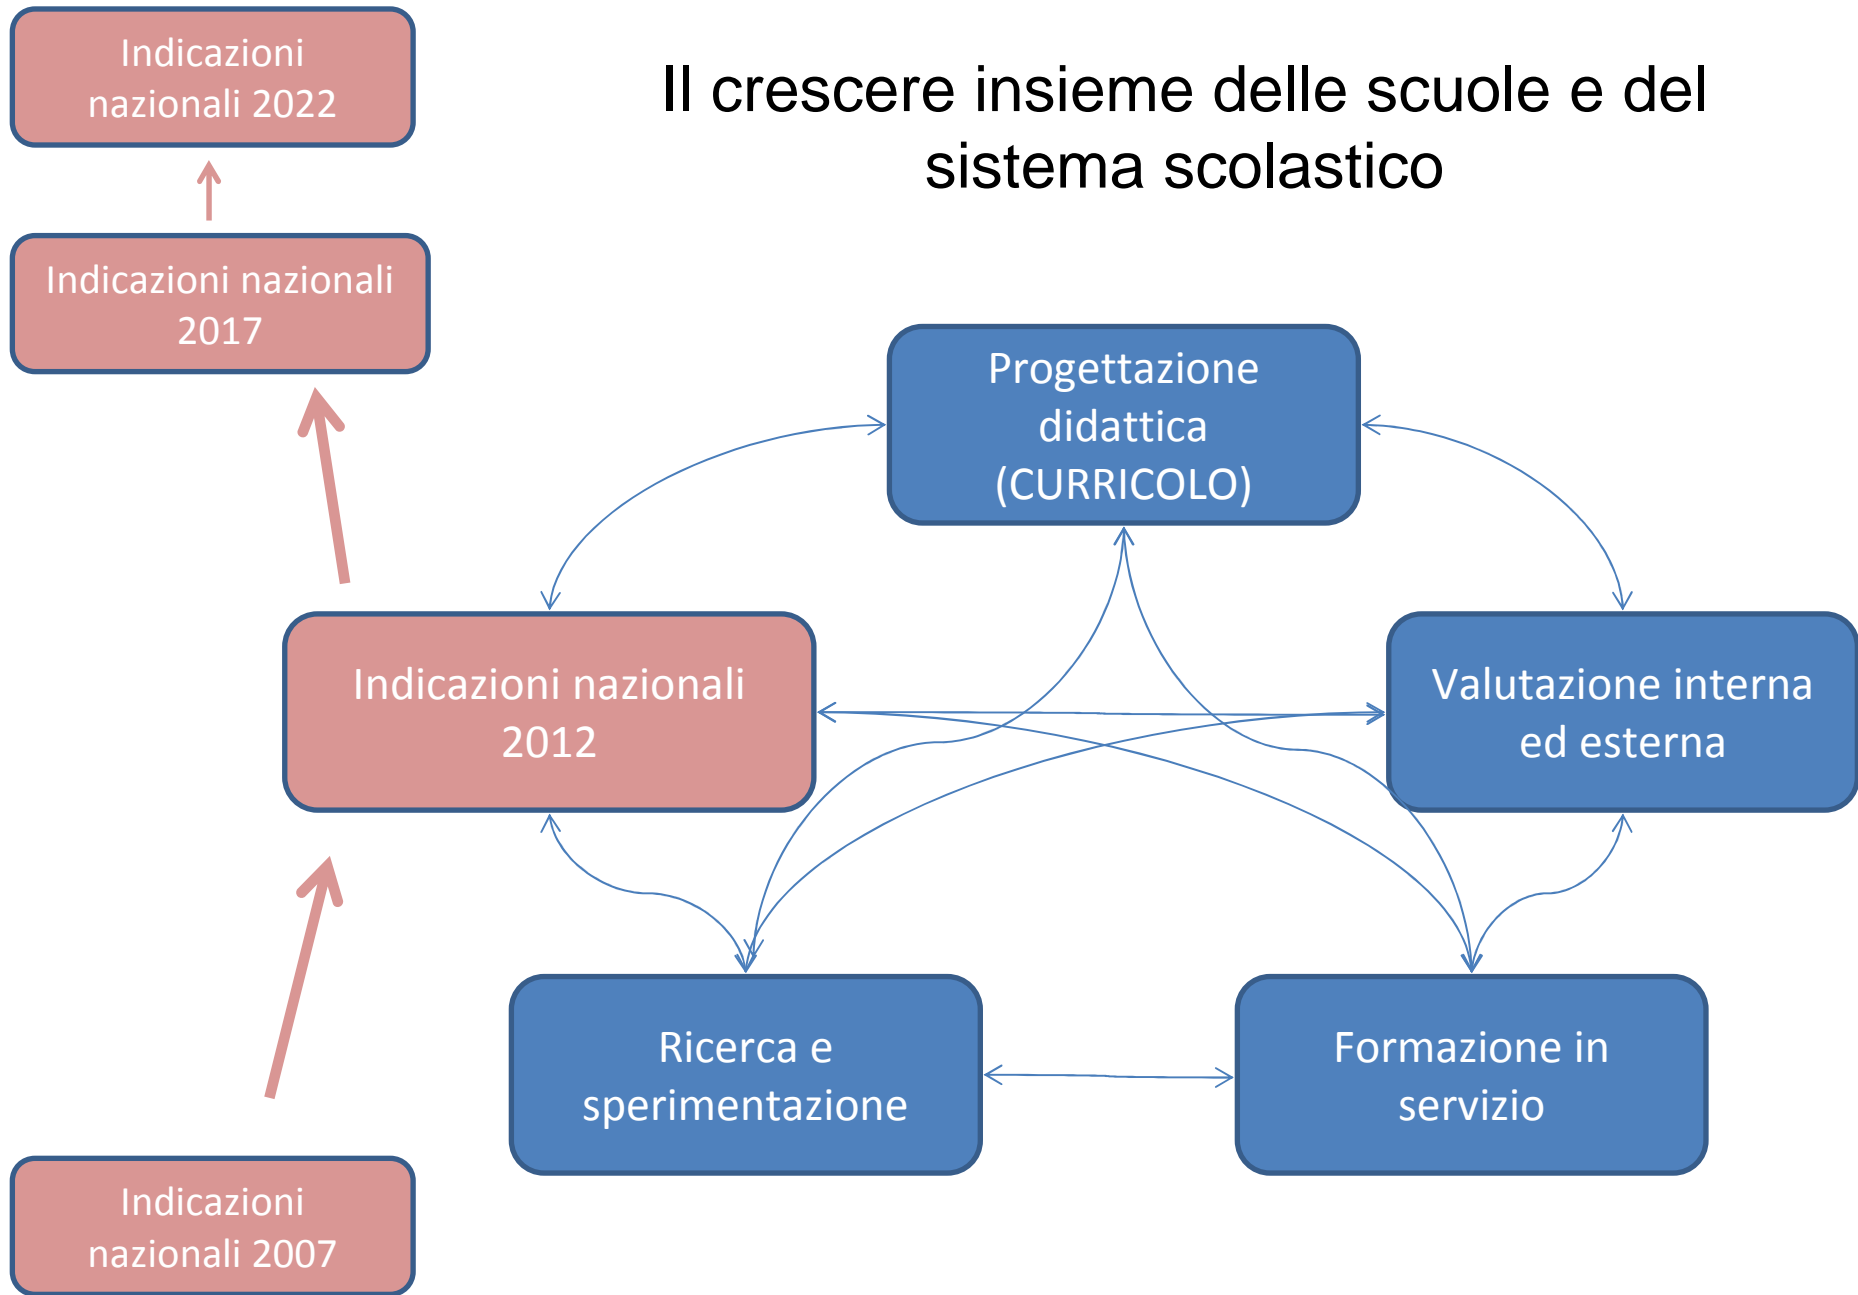 Indicazioni
nazionali 2022
Il crescere insieme delle scuole e del
sistema scolastico
Indicazioni nazionali
2017
Progettazione
didattica
(CURRICOLO)
Indicazioni nazionali
2012
Valutazione interna
ed esterna
Ricerca e
sperimentazione
Formazione in
servizio
Indicazioni
nazionali 2007